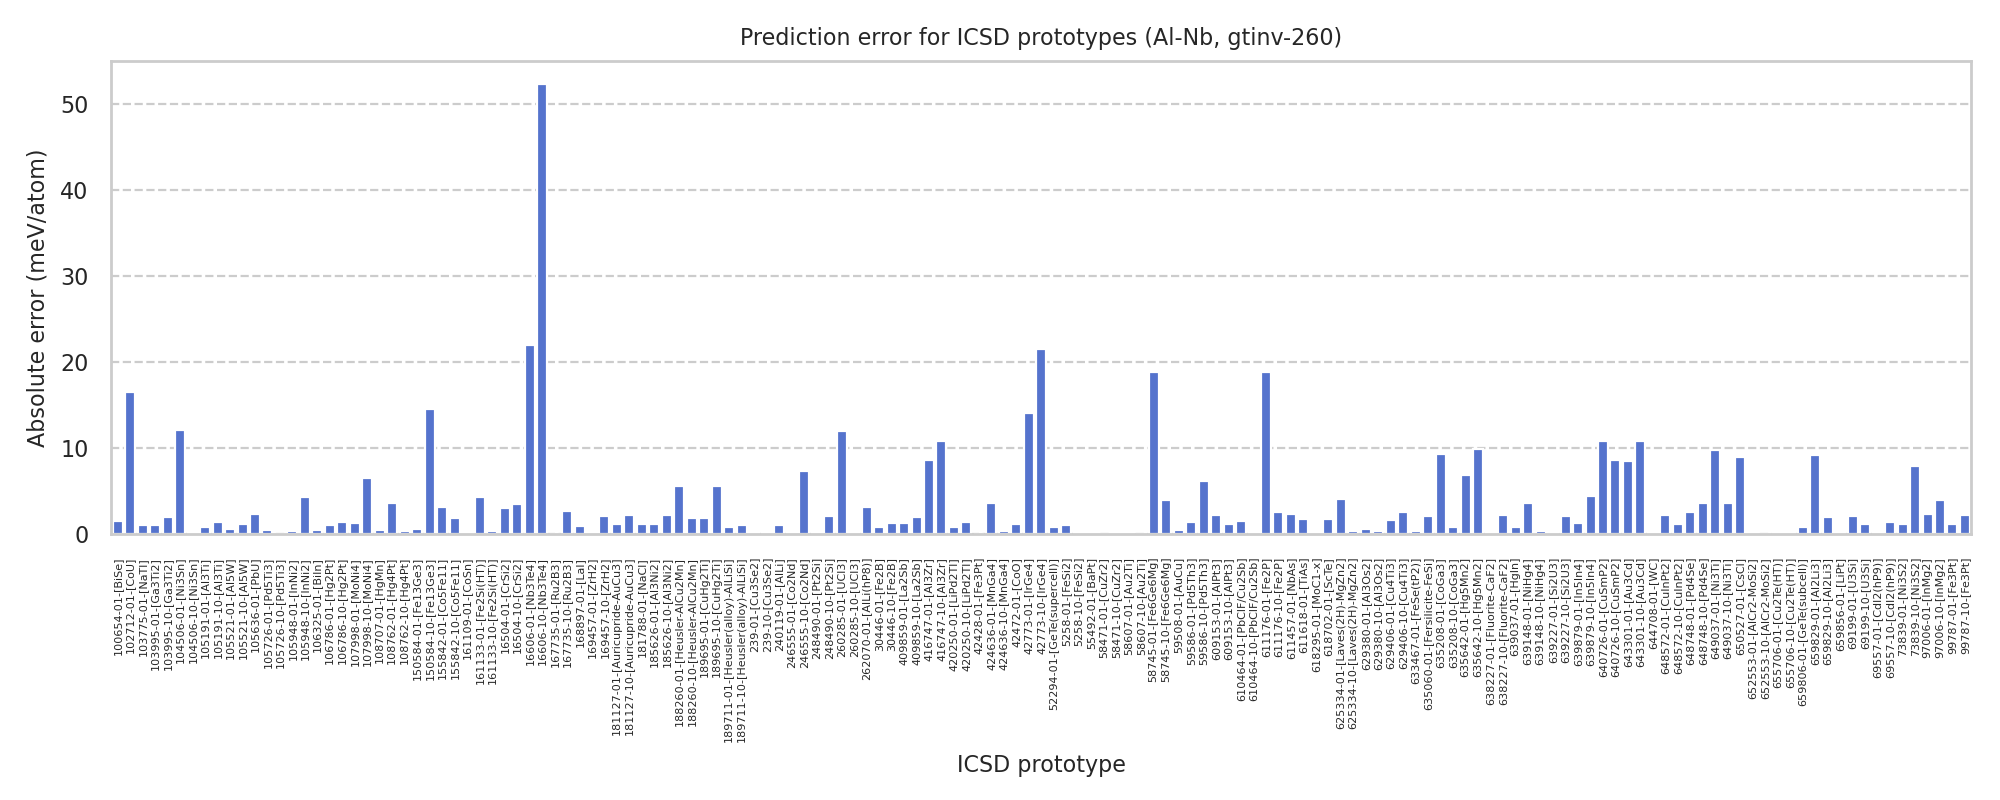 Prediction error for ICSD prototypes (Al-Nb, gtinv-260)
Absolute error (meV/atom)
50
40
30
20
10
0
100654-01-[BiSe]
102712-01-[CoU]
103775-01-[NaTl]
103995-01-[Ga3Ti2]
103995-10-[Ga3Ti2]
104506-01-[Ni3Sn]
104506-10-[Ni3Sn]
105191-01-[Al3Ti]
105191-10-[Al3Ti]
105521-01-[Al5W]
105521-10-[Al5W]
105636-01-[PbU]
105726-01-[Pd5Ti3]
105726-10-[Pd5Ti3]
105948-01-[InNi2]
105948-10-[InNi2]
106325-01-[BiIn]
106786-01-[Hg2Pt]
106786-10-[Hg2Pt]
107998-01-[MoNi4]
107998-10-[MoNi4]
108707-01-[HgMn]
108762-01-[Hg4Pt]
108762-10-[Hg4Pt]
150584-01-[Fe13Ge3]
150584-10-[Fe13Ge3]
155842-01-[Co5Fe11]
155842-10-[Co5Fe11]
161109-01-[CoSn]
161133-01-[Fe2Si(HT)]
161133-10-[Fe2Si(HT)]
16504-01-[CrSi2]
16504-10-[CrSi2]
16606-01-[Nb3Te4]
16606-10-[Nb3Te4]
167735-01-[Ru2B3]
167735-10-[Ru2B3]
168897-01-[LaI]
169457-01-[ZrH2]
169457-10-[ZrH2]
181127-01-[Auricupride-AuCu3]
181127-10-[Auricupride-AuCu3]
181788-01-[NaCl]
185626-01-[Al3Ni2]
185626-10-[Al3Ni2]
188260-01-[Heusler-AlCu2Mn]
188260-10-[Heusler-AlCu2Mn]
189695-01-[CuHg2Ti]
189695-10-[CuHg2Ti]
189711-01-[Heusler(alloy)-AlLiSi]
189711-10-[Heusler(alloy)-AlLiSi]
239-01-[Cu3Se2]
239-10-[Cu3Se2]
240119-01-[AlLi]
246555-01-[Co2Nd]
246555-10-[Co2Nd]
248490-01-[Pt2Si]
248490-10-[Pt2Si]
260285-01-[UCl3]
260285-10-[UCl3]
262070-01-[AlLi(hP8)]
30446-01-[Fe2B]
30446-10-[Fe2B]
409859-01-[La2Sb]
409859-10-[La2Sb]
416747-01-[Al3Zr]
416747-10-[Al3Zr]
420250-01-[LiPd2Tl]
420250-10-[LiPd2Tl]
42428-01-[Fe3Pt]
424636-01-[MnGa4]
424636-10-[MnGa4]
42472-01-[CoO]
42773-01-[IrGe4]
42773-10-[IrGe4]
52294-01-[GeTe(supercell)]
5258-01-[FeSi2]
5258-10-[FeSi2]
55492-01-[BaPt]
58471-01-[CuZr2]
58471-10-[CuZr2]
58607-01-[Au2Ti]
58607-10-[Au2Ti]
58745-01-[Fe6Ge6Mg]
58745-10-[Fe6Ge6Mg]
59508-01-[AuCu]
59586-01-[Pd5Th3]
59586-10-[Pd5Th3]
609153-01-[AlPt3]
609153-10-[AlPt3]
610464-01-[PbClF/Cu2Sb]
610464-10-[PbClF/Cu2Sb]
611176-01-[Fe2P]
611176-10-[Fe2P]
611457-01-[NbAs]
611618-01-[TiAs]
618295-01-[MoC1-x]
618702-01-[ScTe]
625334-01-[Laves(2H)-MgZn2]
625334-10-[Laves(2H)-MgZn2]
629380-01-[Al3Os2]
629380-10-[Al3Os2]
629406-01-[Cu4Ti3]
629406-10-[Cu4Ti3]
633467-01-[FeSe(tP2)]
635060-01-[Fersilicite-FeSi]
635208-01-[CoGa3]
635208-10-[CoGa3]
635642-01-[Hg5Mn2]
635642-10-[Hg5Mn2]
638227-01-[Fluorite-CaF2]
638227-10-[Fluorite-CaF2]
639037-01-[HgIn]
639148-01-[NiHg4]
639148-10-[NiHg4]
639227-01-[Si2U3]
639227-10-[Si2U3]
639879-01-[In5In4]
639879-10-[In5In4]
640726-01-[CuSmP2]
640726-10-[CuSmP2]
643301-01-[Au3Cd]
643301-10-[Au3Cd]
644708-01-[WC]
648572-01-[CuInPt2]
648572-10-[CuInPt2]
648748-01-[Pd4Se]
648748-10-[Pd4Se]
649037-01-[Ni3Ti]
649037-10-[Ni3Ti]
650527-01-[CsCl]
652553-01-[AlCr2-MoSi2]
652553-10-[AlCr2-MoSi2]
655706-01-[Cu2Te(HT)]
655706-10-[Cu2Te(HT)]
659806-01-[GeTe(subcell)]
659829-01-[Al2Li3]
659829-10-[Al2Li3]
659856-01-[LiPt]
69199-01-[U3Si]
69199-10-[U3Si]
69557-01-[CdI2(hP9)]
69557-10-[CdI2(hP9)]
73839-01-[Ni3S2]
73839-10-[Ni3S2]
97006-01-[InMg2]
97006-10-[InMg2]
99787-01-[Fe3Pt]
99787-10-[Fe3Pt]
ICSD prototype